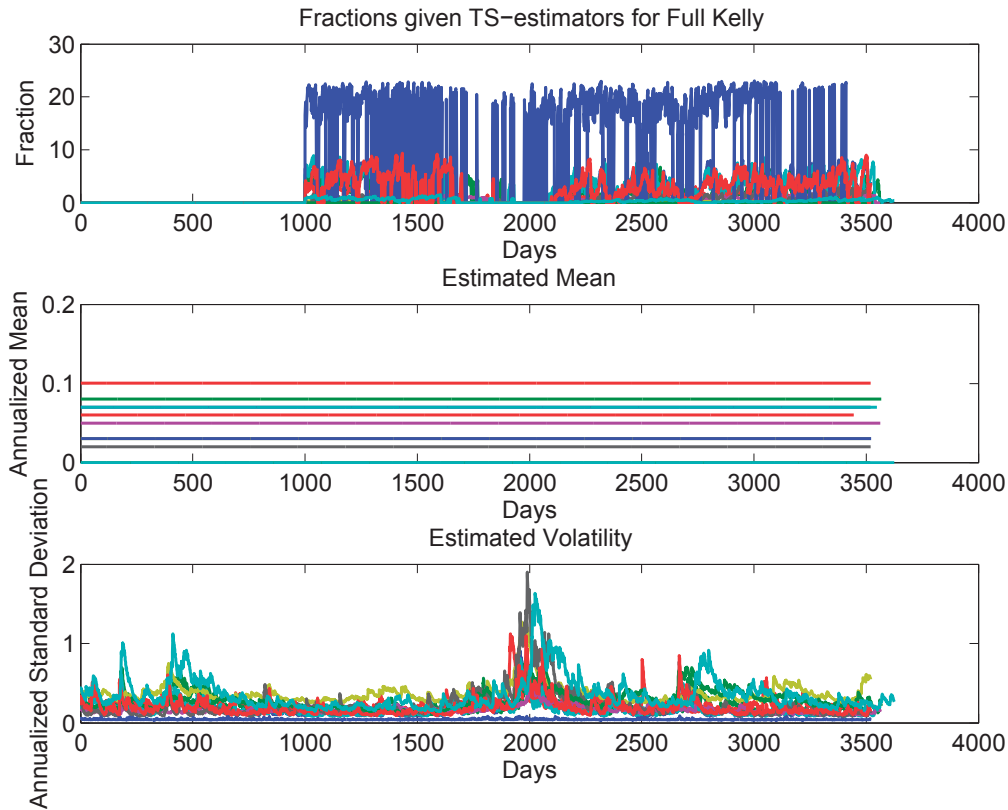 Fractions given TS−estimators for Full Kelly
30
20
10
0
Fraction
0 500 1000 1500 2000 2500 3000 3500 4000
Days
Estimated Mean
0.2
0.1
0
Annualized Mean
0 500 1000 1500 2000 2500 3000 3500 4000
Days
Estimated Volatility
2
1
0
Annualized Standard Deviation
0 500 1000 1500 2000 2500 3000 3500 4000
Days